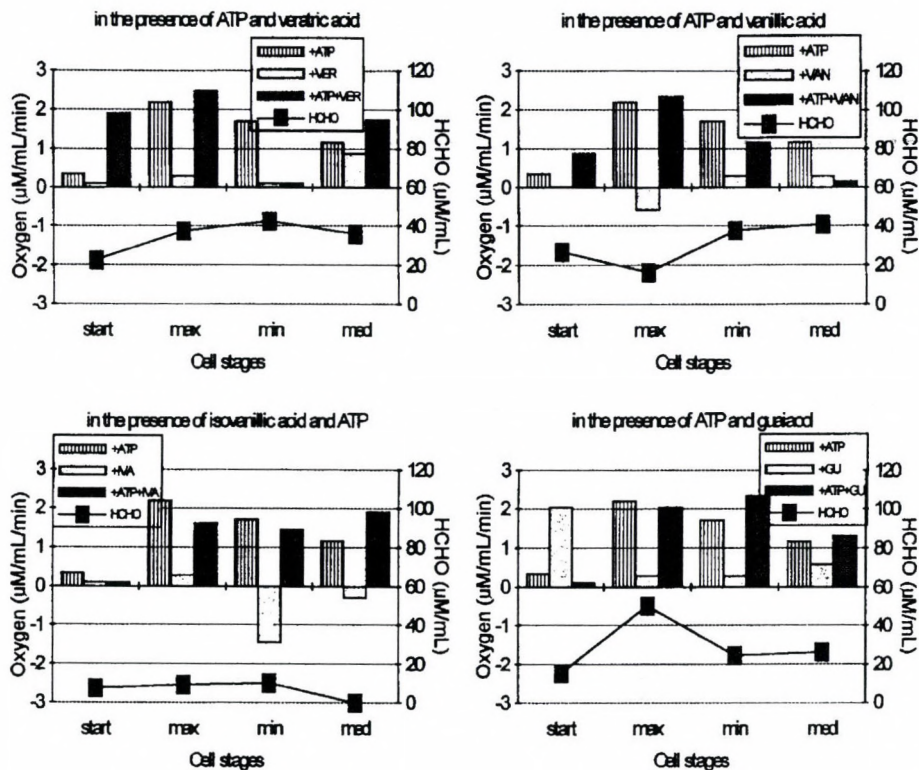 in the presence of ATP and veratric acid
+ATP
+VER
+ATP+VER
HCHO
3
2
1
0
-1
-2
-3
120
100
80
60
40
20
0
Oxygen (uM/mL/min)
HCHO (µM/mL)
start max min med
Cell stages
in the presence of ATP and vanillic acid
+ATP
+VAN
+ATP+VAN
HCHO
3
2
1
0
-1
-2
-3
120
100
80
60
40
20
0
Oxygen (uM/mL/min)
HCHO (µM/mL)
start max min med
Cell stages
in the presence of isovanillic acid and ATP
+ATP
+IVA
+ATP+IVA
HCHO
3
2
1
0
-1
-2
-3
120
100
80
60
40
20
0
Oxygen (uM/mL/min)
HCHO (µM/mL)
start max min med
Cell stages
in the presence of ATP and guaiacol
+ATP
+GU
+ATP+GU
HCHO
3
2
1
0
-1
-2
-3
120
100
80
60
40
20
0
Oxygen (uM/mL/min)
HCHO (µM/mL)
start max min med
Cell stages